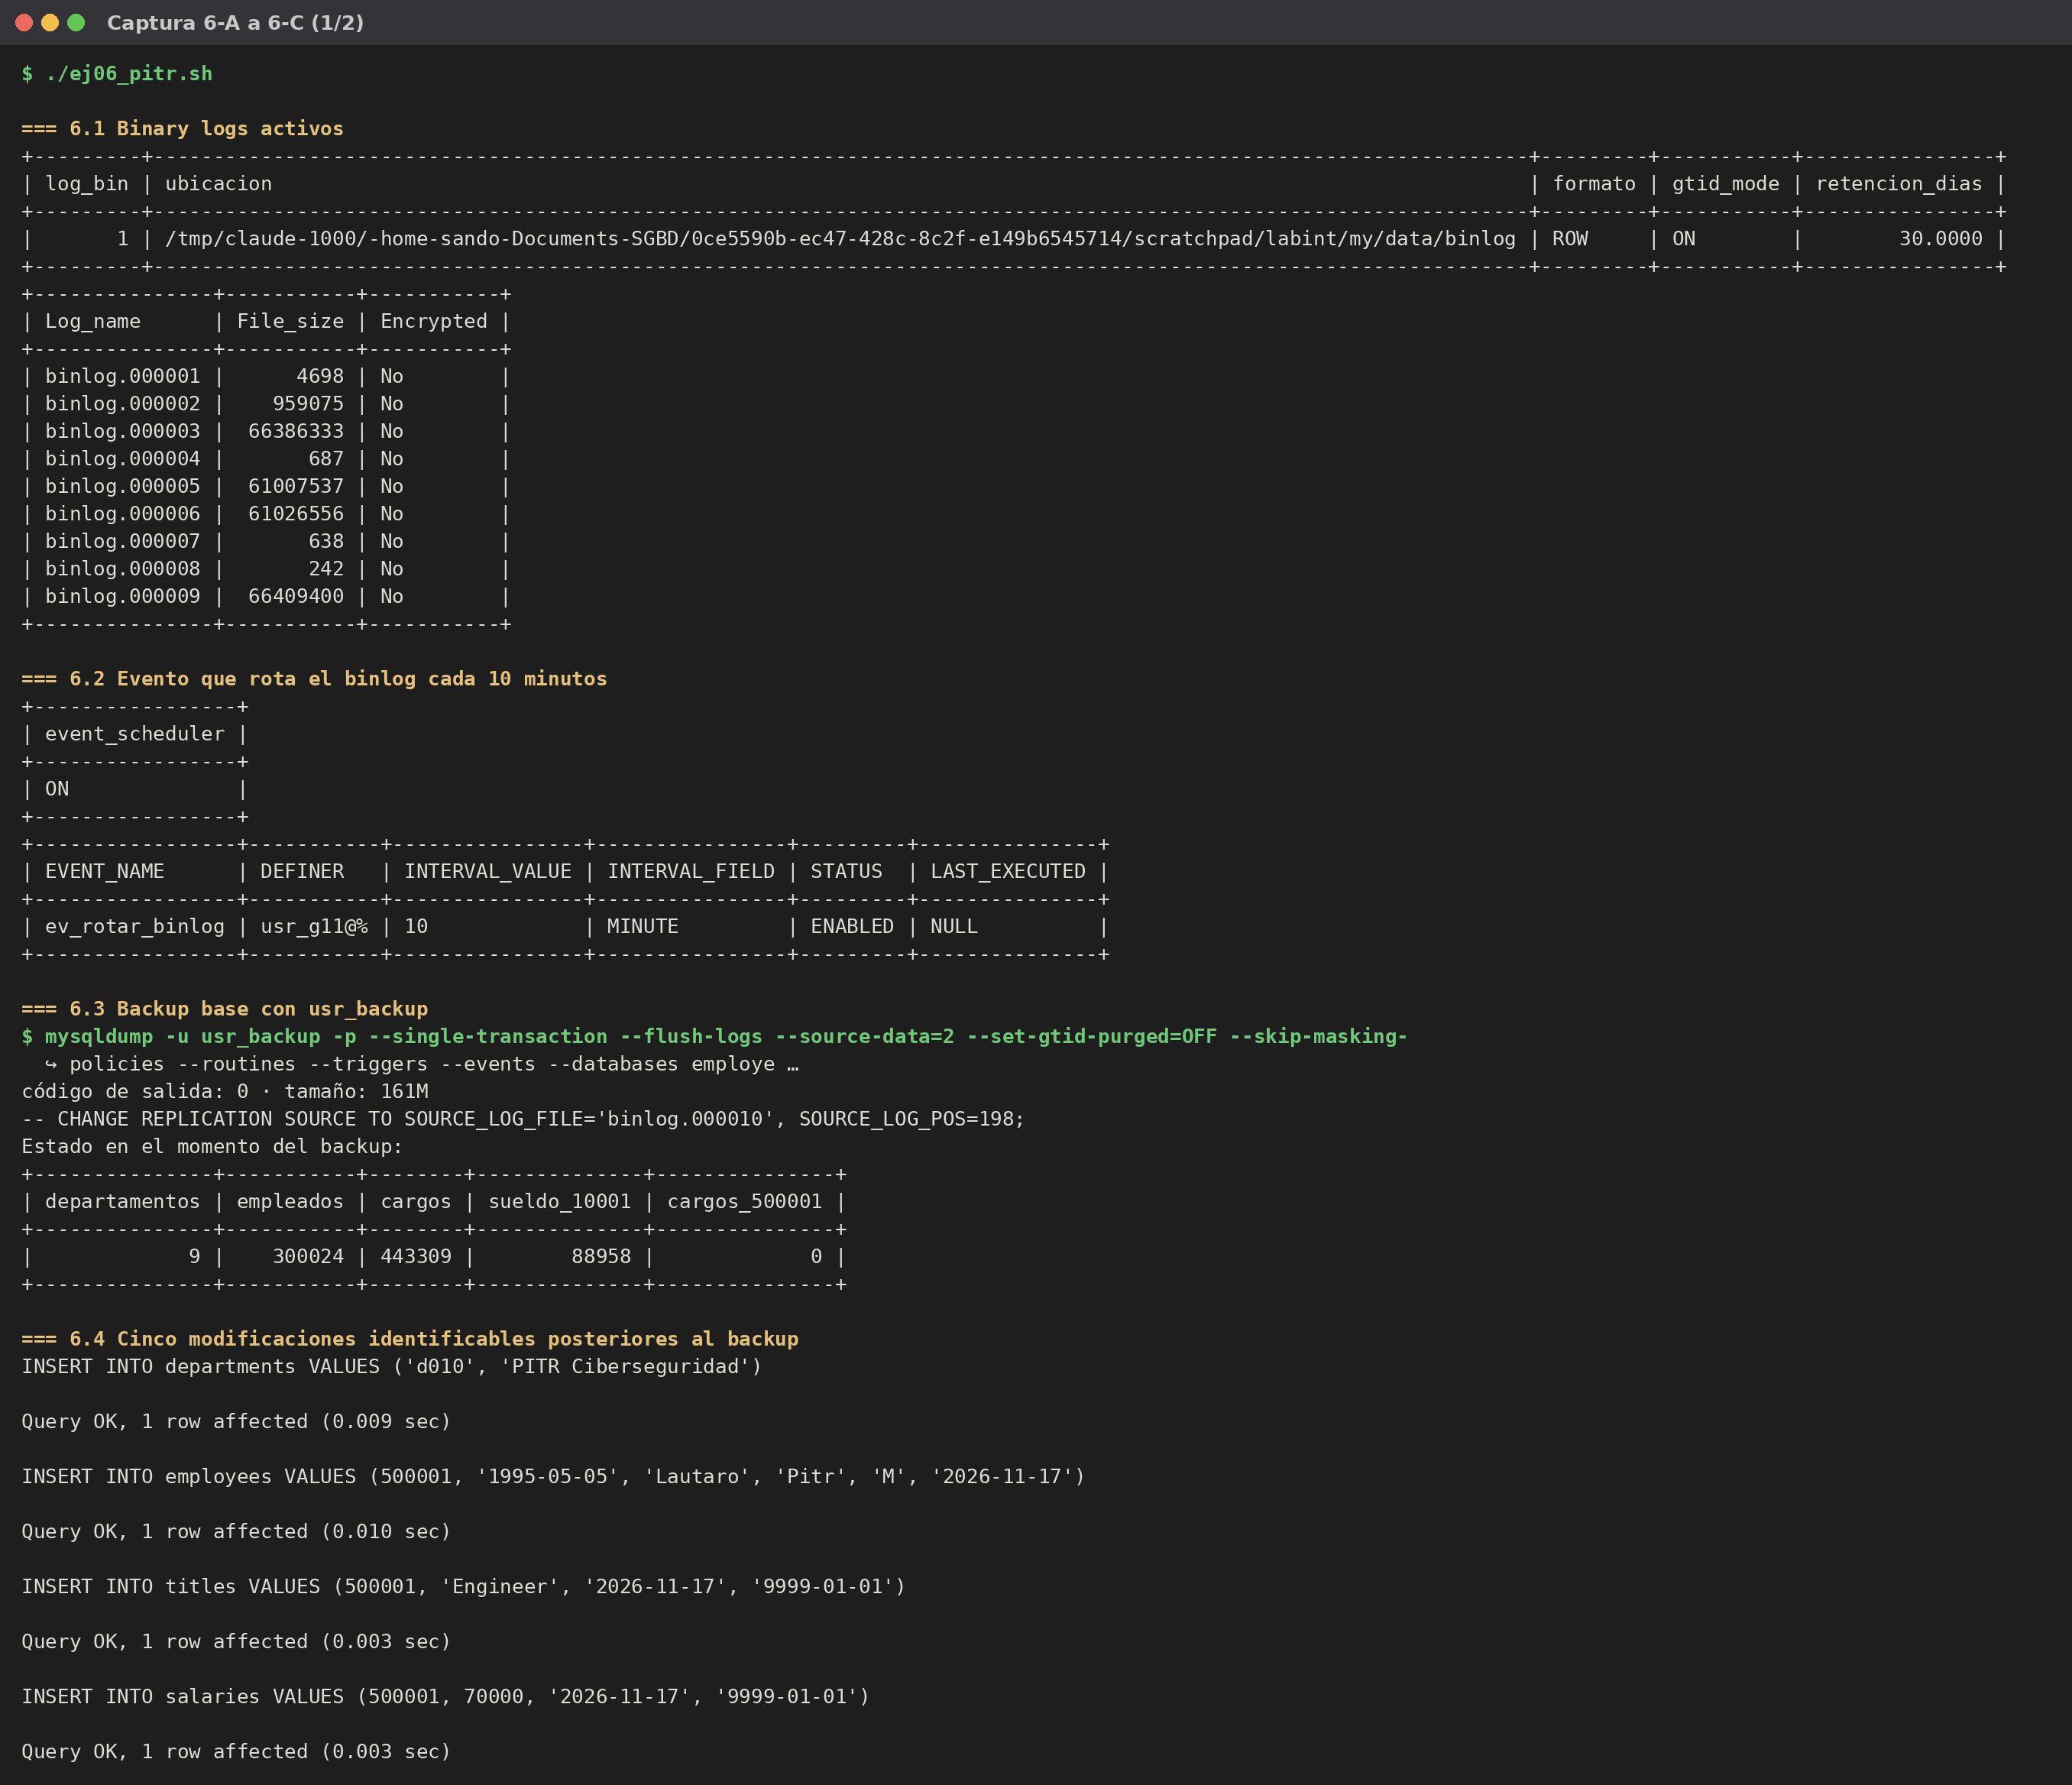 Captura 6-A a 6-C (1/2)
$ ./ej06_pitr.sh
=== 6.1 Binary logs activos
+---------+-------------------------------------------------------------------------------------------------------------------+---------+-----------+----------------+
| log_bin | ubicacion                                                                                                         | formato | gtid_mode | retencion_dias |
+---------+-------------------------------------------------------------------------------------------------------------------+---------+-----------+----------------+
|       1 | /tmp/claude-1000/-home-sando-Documents-SGBD/0ce5590b-ec47-428c-8c2f-e149b6545714/scratchpad/labint/my/data/binlog | ROW     | ON        |        30.0000 |
+---------+-------------------------------------------------------------------------------------------------------------------+---------+-----------+----------------+
+---------------+-----------+-----------+
| Log_name      | File_size | Encrypted |
+---------------+-----------+-----------+
| binlog.000001 |      4698 | No        |
| binlog.000002 |    959075 | No        |
| binlog.000003 |  66386333 | No        |
| binlog.000004 |       687 | No        |
| binlog.000005 |  61007537 | No        |
| binlog.000006 |  61026556 | No        |
| binlog.000007 |       638 | No        |
| binlog.000008 |       242 | No        |
| binlog.000009 |  66409400 | No        |
+---------------+-----------+-----------+
=== 6.2 Evento que rota el binlog cada 10 minutos
+-----------------+
| event_scheduler |
+-----------------+
| ON              |
+-----------------+
+-----------------+-----------+----------------+----------------+---------+---------------+
| EVENT_NAME      | DEFINER   | INTERVAL_VALUE | INTERVAL_FIELD | STATUS  | LAST_EXECUTED |
+-----------------+-----------+----------------+----------------+---------+---------------+
| ev_rotar_binlog | usr_g11@% | 10             | MINUTE         | ENABLED | NULL          |
+-----------------+-----------+----------------+----------------+---------+---------------+
=== 6.3 Backup base con usr_backup
$ mysqldump -u usr_backup -p --single-transaction --flush-logs --source-data=2 --set-gtid-purged=OFF --skip-masking-
↪ policies --routines --triggers --events --databases employe …
código de salida: 0 · tamaño: 161M
-- CHANGE REPLICATION SOURCE TO SOURCE_LOG_FILE='binlog.000010', SOURCE_LOG_POS=198;
Estado en el momento del backup:
+---------------+-----------+--------+--------------+---------------+
| departamentos | empleados | cargos | sueldo_10001 | cargos_500001 |
+---------------+-----------+--------+--------------+---------------+
|             9 |    300024 | 443309 |        88958 |             0 |
+---------------+-----------+--------+--------------+---------------+
=== 6.4 Cinco modificaciones identificables posteriores al backup
INSERT INTO departments VALUES ('d010', 'PITR Ciberseguridad')
Query OK, 1 row affected (0.009 sec)
INSERT INTO employees VALUES (500001, '1995-05-05', 'Lautaro', 'Pitr', 'M', '2026-11-17')
Query OK, 1 row affected (0.010 sec)
INSERT INTO titles VALUES (500001, 'Engineer', '2026-11-17', '9999-01-01')
Query OK, 1 row affected (0.003 sec)
INSERT INTO salaries VALUES (500001, 70000, '2026-11-17', '9999-01-01')
Query OK, 1 row affected (0.003 sec)